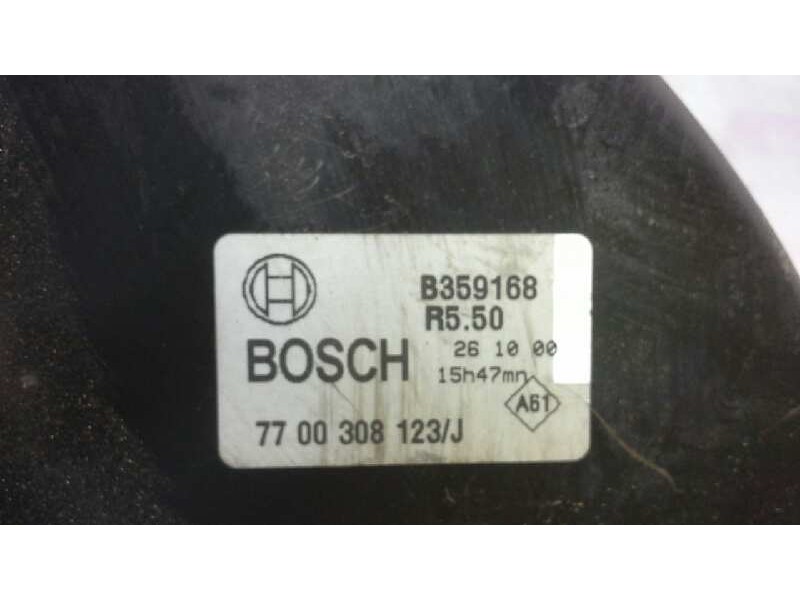 B359168
R5.50
BOSCH
26 10 00
15h47mn
A61
77 00 308 123/J